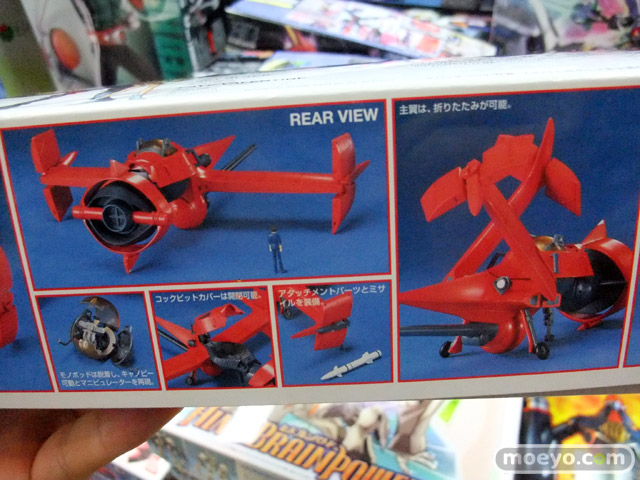 REAR VIEW
主翼は、折りたたみが可能。
コックピットカバーは開閉可能。
アタッチメントパーツとミサ
イルを装備。
モノポッドは脱着し、キャノピー
可動とマニピュレーターを再現。
BRAINPOWE
moeyo.com